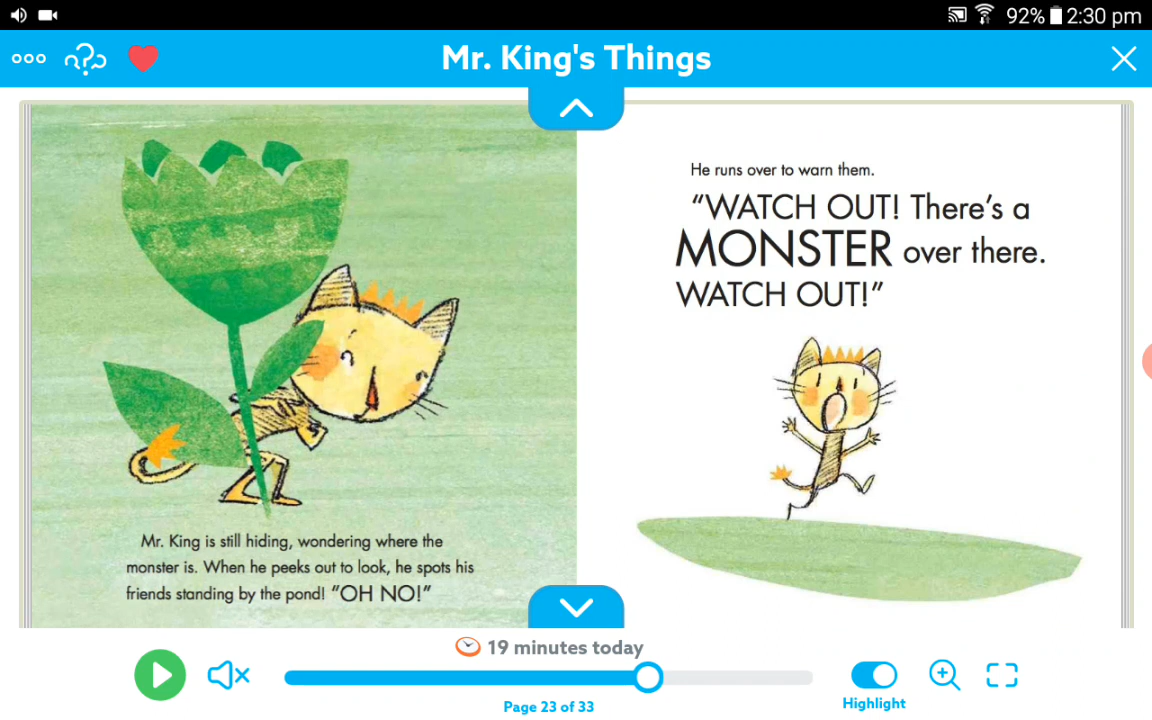 92% 2:30 pm
Mr. King's Things
Mr. King is still hiding, wondering where the
monster is. When he peeks out to look, he spots his
friends standing by the pond! “OH NO!”
He runs over to warn them.
“WATCH OUT! There’s a
MONSTER over there.
WATCH OUT!”
19 minutes today
Page 23 of 33
Highlight